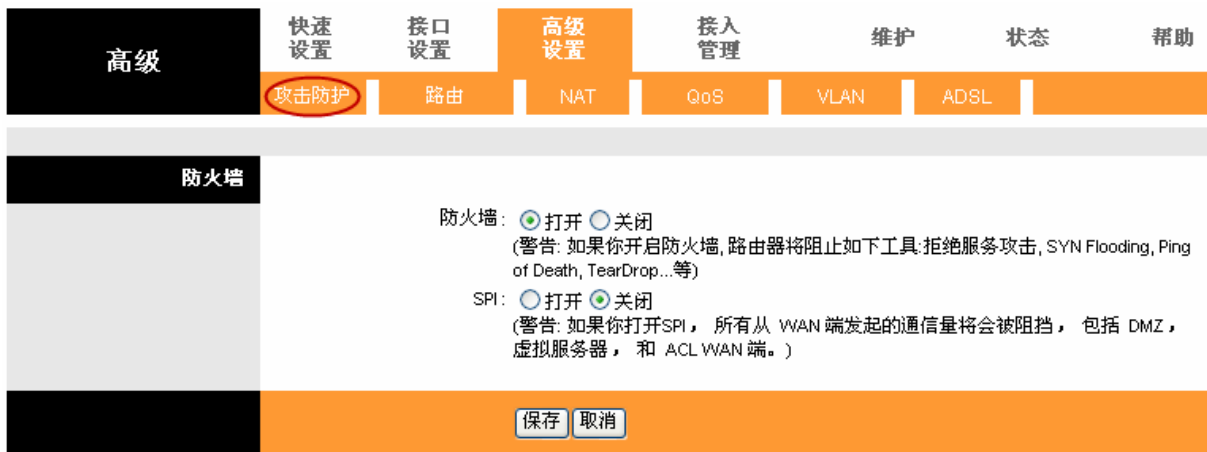 高级
快速
设置
接口
设置
高级
设置
接入
管理
维护
状态
帮助
攻击防护
路由
NAT
QoS
VLAN
ADSL
防火墙
防火墙: 打开 关闭
(警告: 如果你开启防火墙, 路由器将阻止如下工具:拒绝服务攻击, SYN Flooding, Ping
of Death, TearDrop...等)
SPI: 打开 关闭
(警告: 如果你打开SPI， 所有从 WAN 端发起的通信量将会被阻挡， 包括 DMZ，
虚拟服务器， 和 ACL WAN 端。)
保存 取消